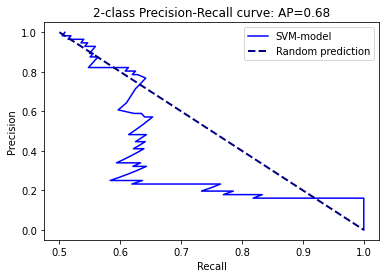 2-class Precision-Recall curve: AP=0.68
SVM-model
Random prediction
Precision
1.0
0.8
0.6
0.4
0.2
0.0
0.5
0.6
0.7
0.8
0.9
1.0
Recall